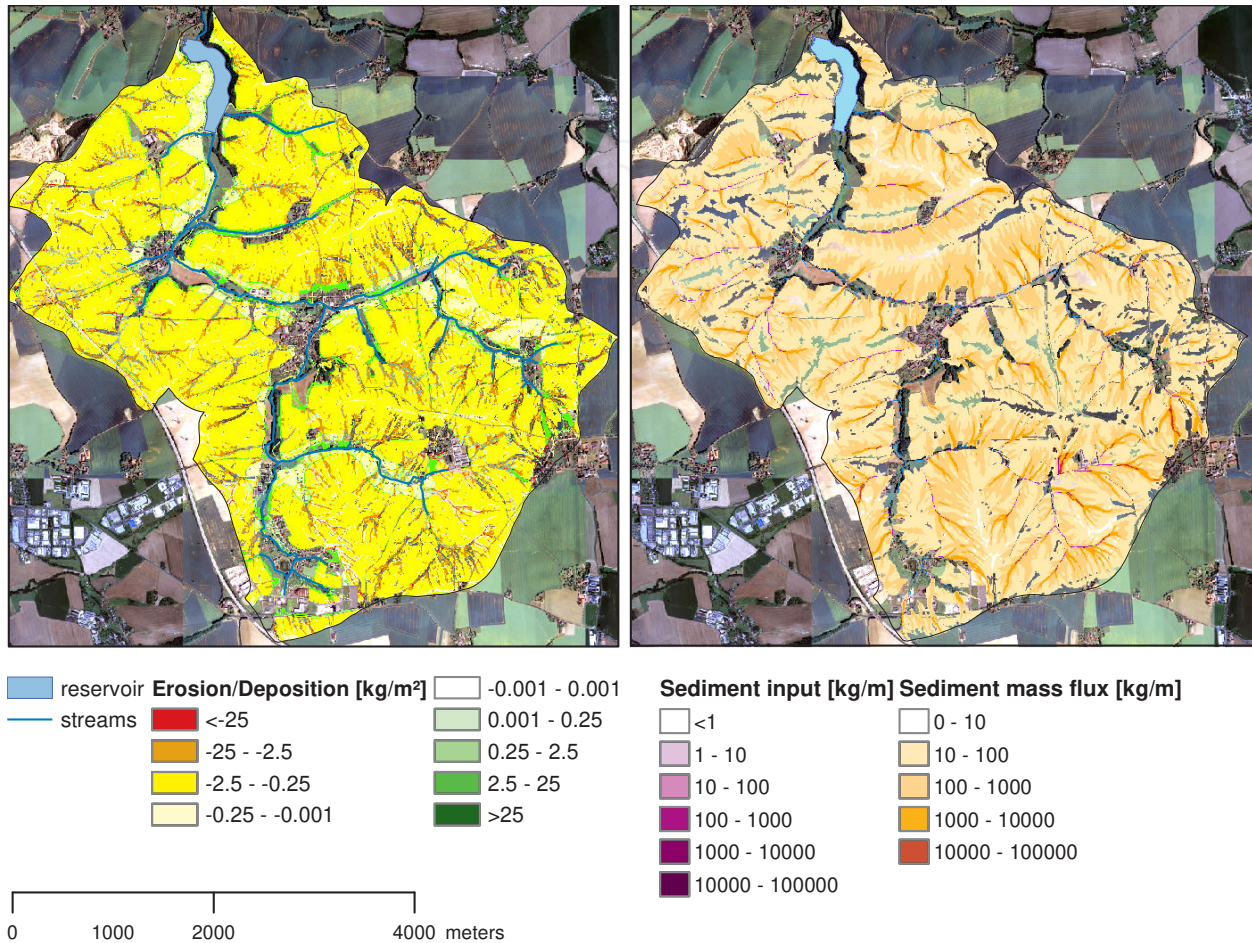 reservoir
streams
Erosion/Deposition [kg/m²]
<-25
-25 - -2.5
-2.5 - -0.25
-0.25 - -0.001
-0.001 - 0.001
0.001 - 0.25
0.25 - 2.5
2.5 - 25
>25
Sediment input [kg/m]
<1
1 - 10
10 - 100
100 - 1000
1000 - 10000
10000 - 100000
Sediment mass flux [kg/m]
0 - 10
10 - 100
100 - 1000
1000 - 10000
10000 - 100000
0 1000 2000 4000 meters